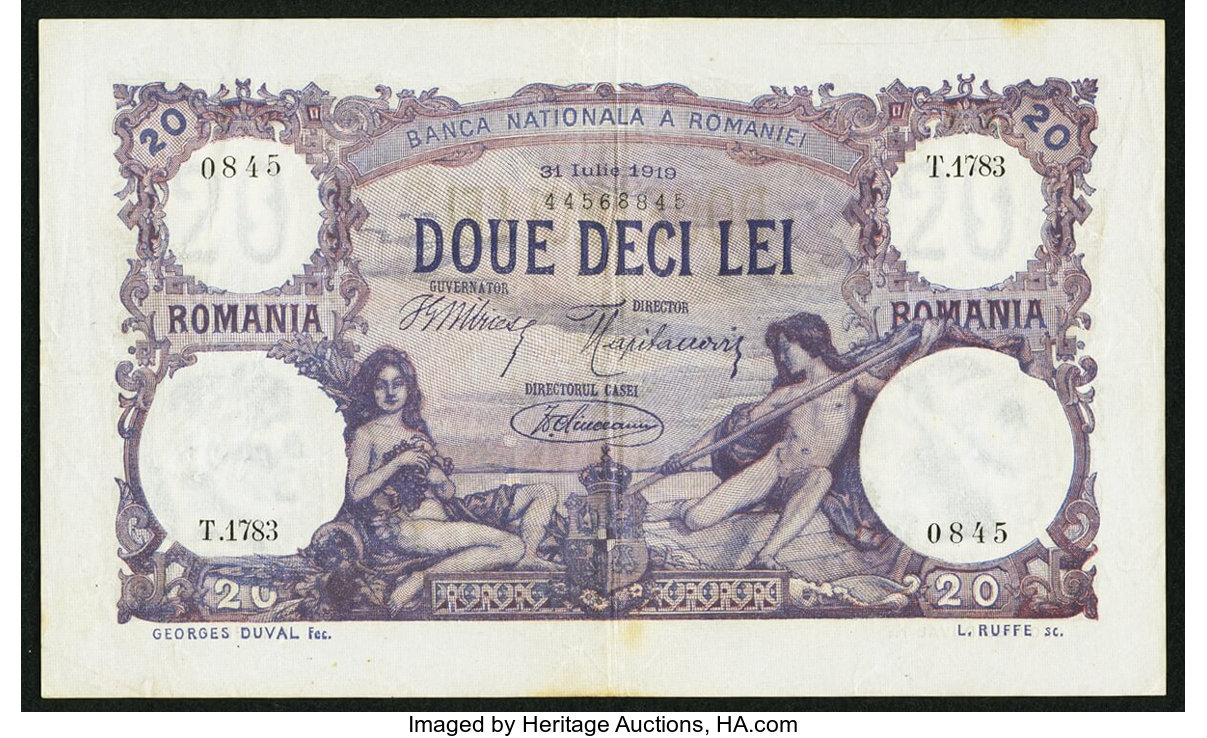 20
20
BANCA NATIONALA A ROMANIEI
0845
T.1783
31 Iulie 1919
44568845
DOUE DECI LEI
GUVERNATOR
DIRECTOR
ROMANIA
ROMANIA
DIRECTORUL CASEI
T.1783
0845
20
20
GEORGES DUVAL Fec.
L. RUFFE sc.
Imaged by Heritage Auctions, HA.com